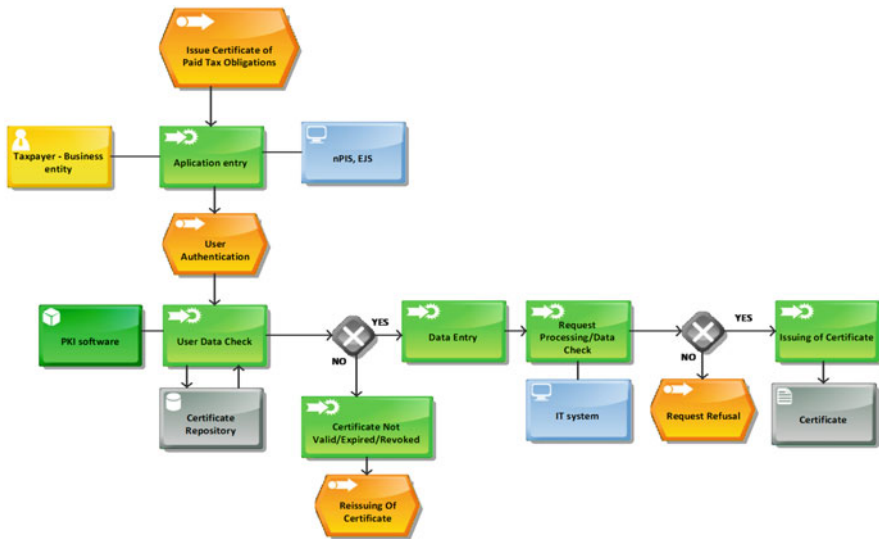 Issue Certificate of
Paid Tax Obligations
Taxpayer - Business
entity
Aplication entry
nPIS, EJS
User
Authentication
PKI software
User Data Check
YES
NO
Data Entry
Request
Processing/Data
Check
YES
NO
Issuing of Certificate
Certificate
Repository
Certificate Not
Valid/Expired/Revoked
IT system
Request Refusal
Certificate
Reissuing Of
Certificate